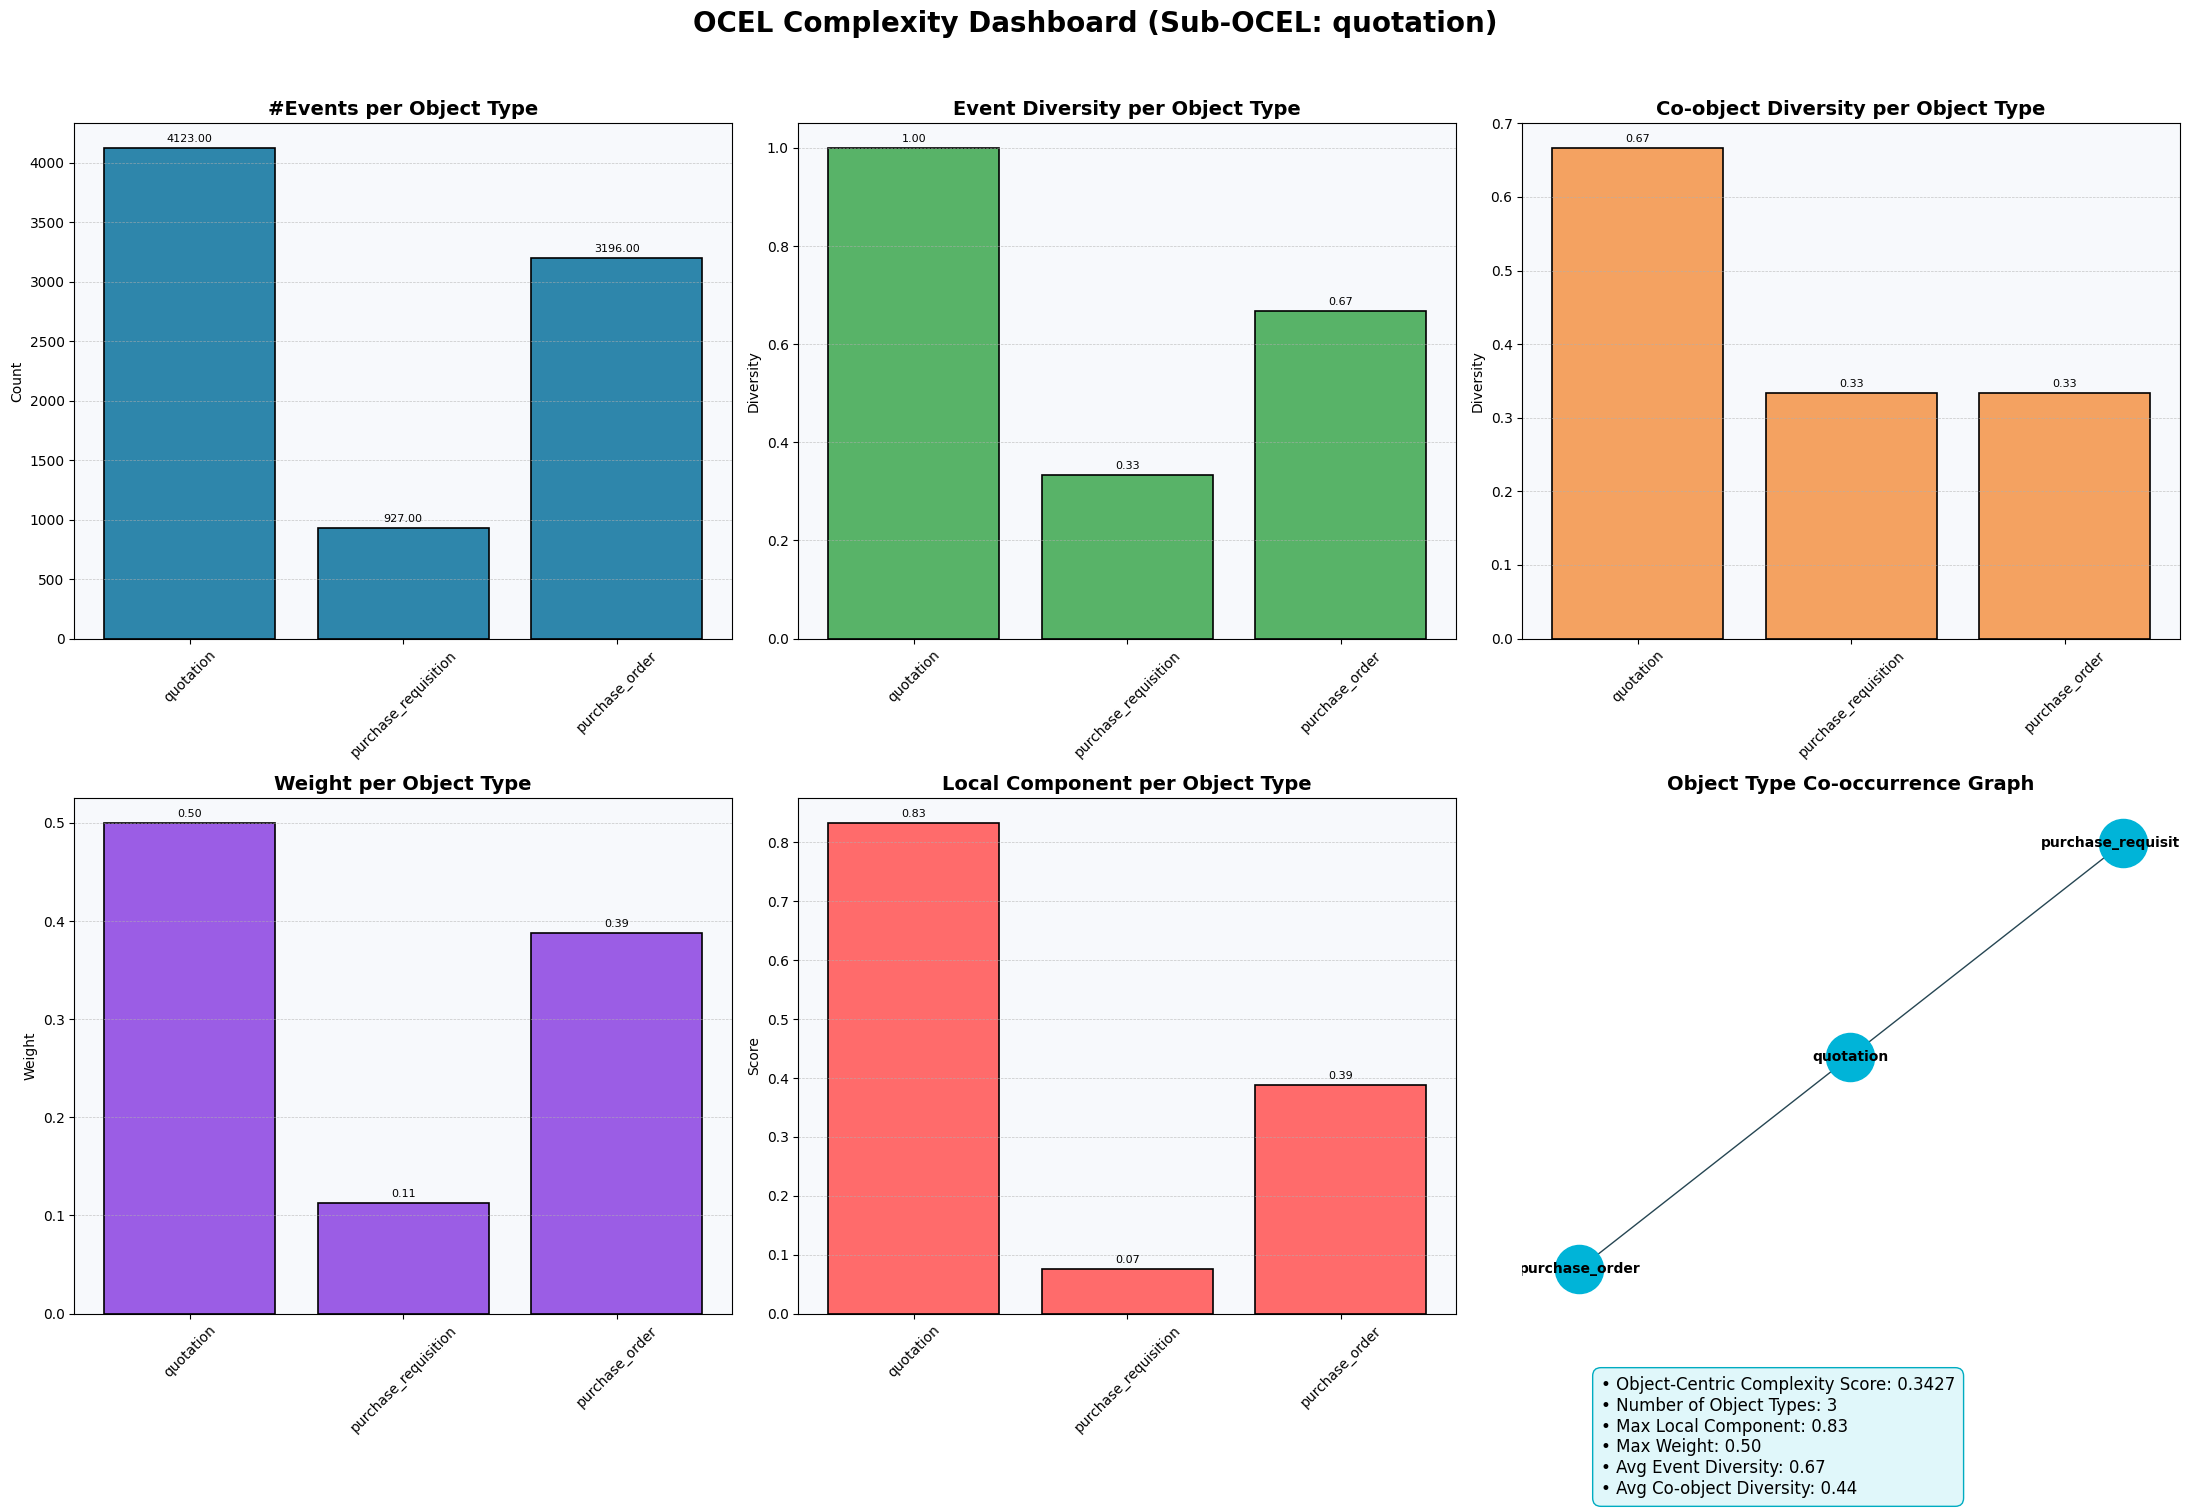 OCEL Complexity Dashboard (Sub-OCEL: quotation)
#Events per Object Type
Count
4000
3500
3000
2500
2000
1500
1000
500
0
4123.00
927.00
3196.00
quotation
purchase_requisition
purchase_order
Event Diversity per Object Type
Diversity
1.0
0.8
0.6
0.4
0.2
0.0
1.00
0.33
0.67
quotation
purchase_requisition
purchase_order
Co-object Diversity per Object Type
Diversity
0.7
0.6
0.5
0.4
0.3
0.2
0.1
0.0
0.67
0.33
0.33
quotation
purchase_requisition
purchase_order
Weight per Object Type
Weight
0.5
0.4
0.3
0.2
0.1
0.0
0.50
0.11
0.39
quotation
purchase_requisition
purchase_order
Local Component per Object Type
Score
0.8
0.7
0.6
0.5
0.4
0.3
0.2
0.1
0.0
0.83
0.07
0.39
quotation
purchase_requisition
purchase_order
Object Type Co-occurrence Graph
purchase_requisit
quotation
purchase_order
• Object-Centric Complexity Score: 0.3427
• Number of Object Types: 3
• Max Local Component: 0.83
• Max Weight: 0.50
• Avg Event Diversity: 0.67
• Avg Co-object Diversity: 0.44